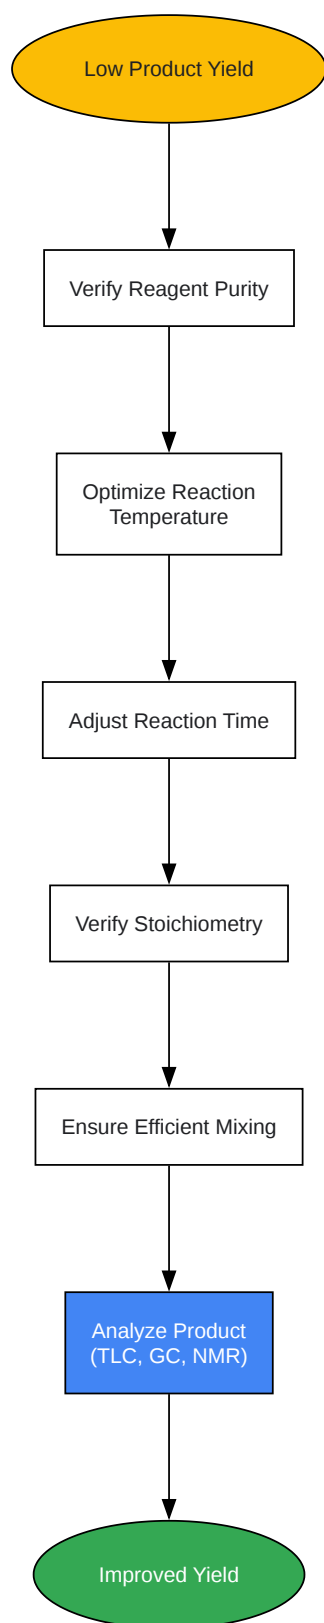 Low Product Yield
Verify Reagent Purity
Optimize Reaction
Temperature
Adjust Reaction Time
Verify Stoichiometry
Ensure Efficient Mixing
Analyze Product
(TLC, GC, NMR)
Improved Yield